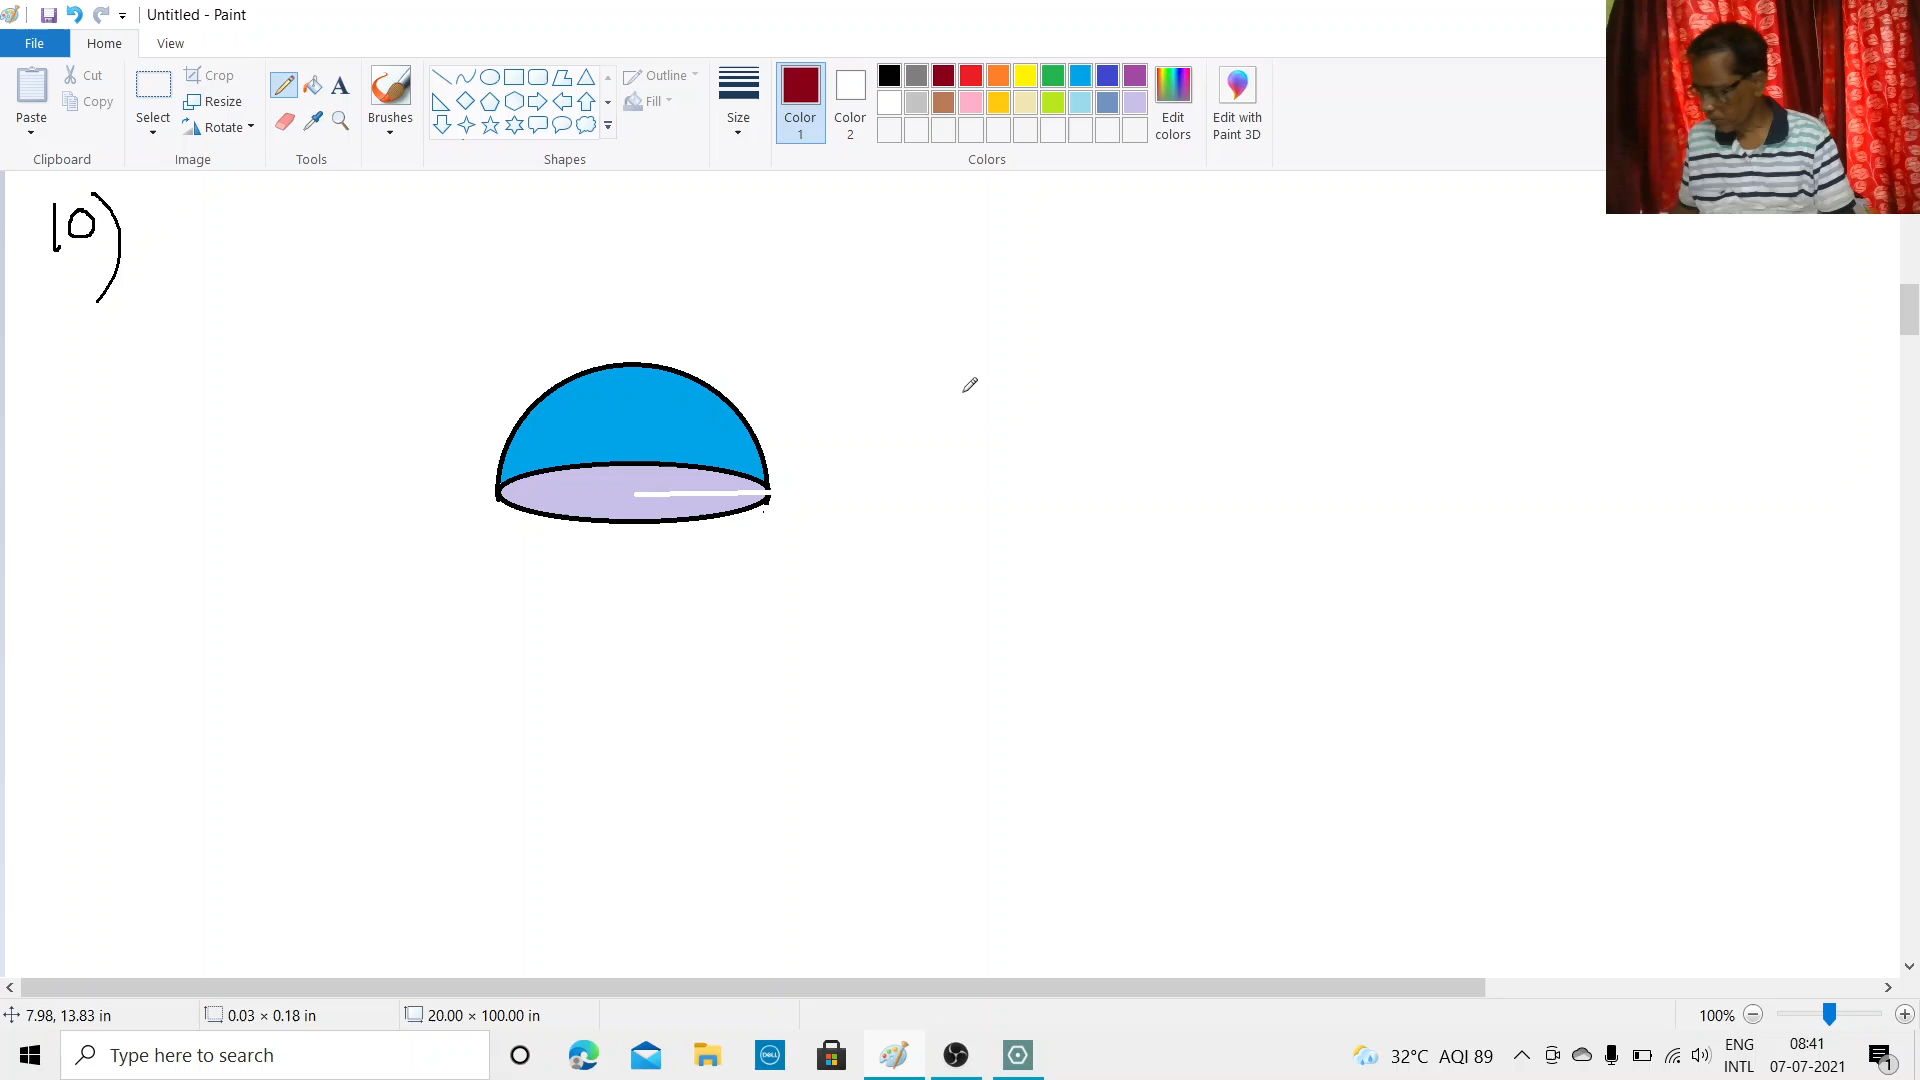 Untitled - Paint
File Home View
Paste
Cut
Copy
Clipboard
Select
Crop
Resize
Rotate
Image
Tools
Brushes
Outline
Fill
Shapes
Size
Color 1
Color 2
Edit colors
Colors
Edit with Paint 3D
10)
7.98, 13.83 in
0.03 × 0.18 in
20.00 × 100.00 in
100%
Type here to search
DELL
32°C AQI 89
ENG
INTL
08:41
07-07-2021
1